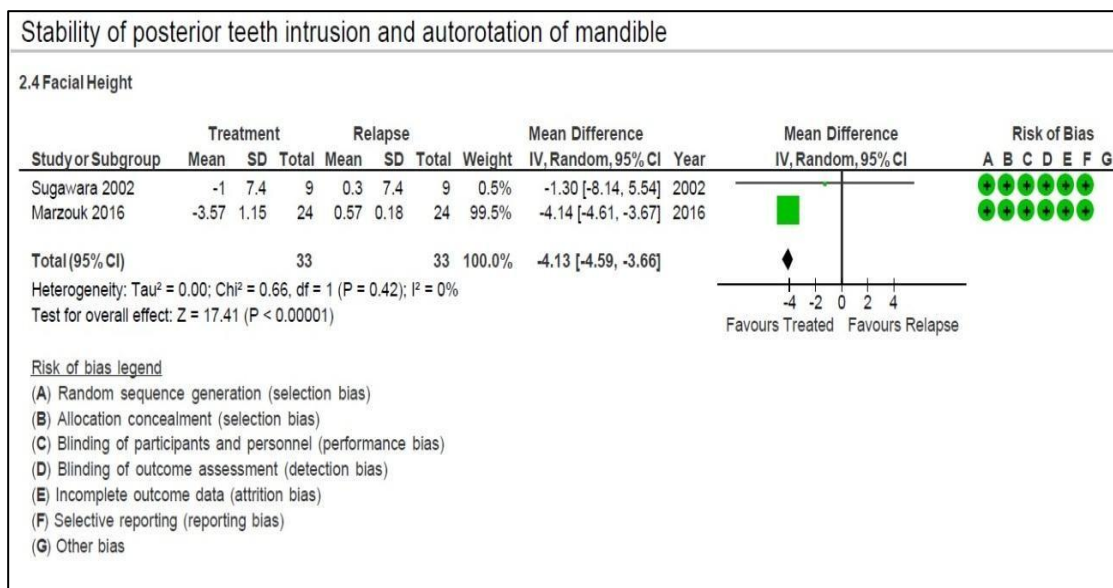 Stability of posterior teeth intrusion and autorotation of mandible
2.4 Facial Height
Treatment Relapse Mean Difference Mean Difference Risk of Bias
Study or Subgroup Mean SD Total Mean SD Total Weight IV, Random, 95% CI Year IV, Random, 95% CI A B C D E F G
Sugawara 2002 -1 7.4 9 0.3 7.4 9 0.5% -1.30 [-8.14, 5.54] 2002 + + + + + +
Marzouk 2016 -3.57 1.15 24 0.57 0.18 24 99.5% -4.14 [-4.61, -3.67] 2016 + + + + + +
Total (95% CI) 33 33 100.0% -4.13 [-4.59, -3.66]
Heterogeneity: Tau² = 0.00; Chi² = 0.66, df = 1 (P = 0.42); I² = 0%
Test for overall effect: Z = 17.41 (P < 0.00001)
-4 -2 0 2 4
Favours Treated Favours Relapse
Risk of bias legend
(A) Random sequence generation (selection bias)
(B) Allocation concealment (selection bias)
(C) Blinding of participants and personnel (performance bias)
(D) Blinding of outcome assessment (detection bias)
(E) Incomplete outcome data (attrition bias)
(F) Selective reporting (reporting bias)
(G) Other bias